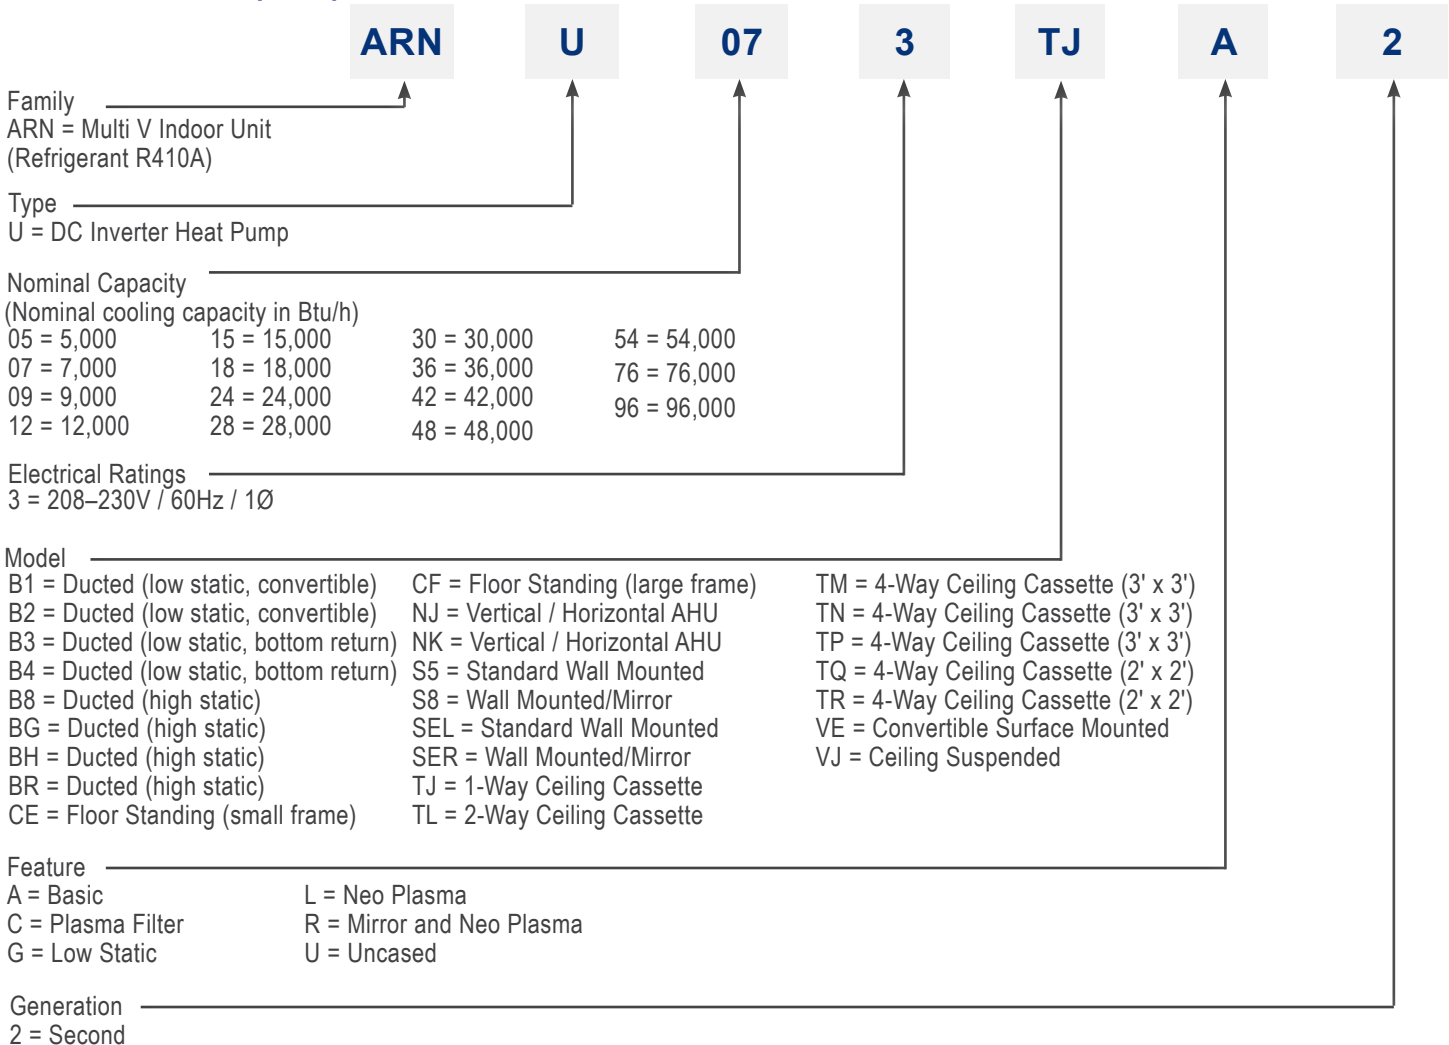 ARN U 07 3 TJ A 2
Family
ARN = Multi V Indoor Unit
(Refrigerant R410A)
Type
U = DC Inverter Heat Pump
Nominal Capacity
(Nominal cooling capacity in Btu/h)
05 = 5,000 15 = 15,000 30 = 30,000 54 = 54,000
07 = 7,000 18 = 18,000 36 = 36,000 76 = 76,000
09 = 9,000 24 = 24,000 42 = 42,000 96 = 96,000
12 = 12,000 28 = 28,000 48 = 48,000
Electrical Ratings
3 = 208–230V / 60Hz / 1Ø
Model
B1 = Ducted (low static, convertible) CF = Floor Standing (large frame) TM = 4-Way Ceiling Cassette (3' x 3')
B2 = Ducted (low static, convertible) NJ = Vertical / Horizontal AHU TN = 4-Way Ceiling Cassette (3' x 3')
B3 = Ducted (low static, bottom return) NK = Vertical / Horizontal AHU TP = 4-Way Ceiling Cassette (3' x 3')
B4 = Ducted (low static, bottom return) S5 = Standard Wall Mounted TQ = 4-Way Ceiling Cassette (2' x 2')
B8 = Ducted (high static) S8 = Wall Mounted/Mirror TR = 4-Way Ceiling Cassette (2' x 2')
BG = Ducted (high static) SEL = Standard Wall Mounted VE = Convertible Surface Mounted
BH = Ducted (high static) SER = Wall Mounted/Mirror VJ = Ceiling Suspended
BR = Ducted (high static) TJ = 1-Way Ceiling Cassette
CE = Floor Standing (small frame) TL = 2-Way Ceiling Cassette
Feature
A = Basic L = Neo Plasma
C = Plasma Filter R = Mirror and Neo Plasma
G = Low Static U = Uncased
Generation
2 = Second